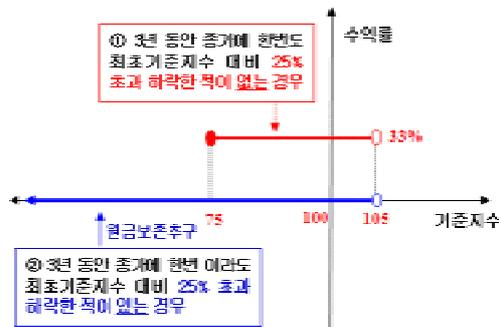 ① 3년 동안 종가에 한번도
최초기준지수 대비 25%
초과 하락한 적이 없는 경우
수익률
33%
75
100
105
기준지수
원금보존추구
② 3년 동안 종가에 한번 이라도
최초기준지수 대비 25% 초과
하락한 적이 있는 경우